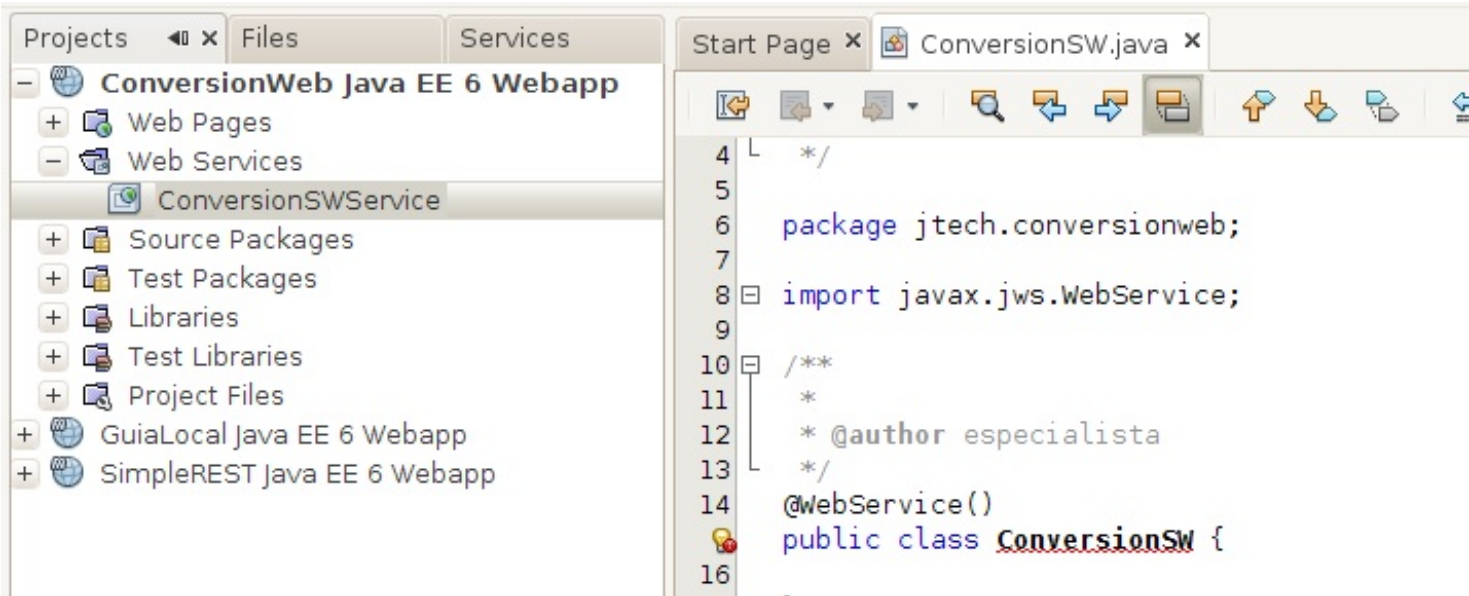 Projects Files Services
ConversionWeb Java EE 6 Webapp
Web Pages
Web Services
ConversionSWService
Source Packages
Test Packages
Libraries
Test Libraries
Project Files
GuiaLocal Java EE 6 Webapp
SimpleREST Java EE 6 Webapp
Start Page ConversionSW.java
4 */
5
6 package jtech.conversionweb;
7
8 import javax.jws.WebService;
9
10 /**
11 *
12 * @author especialista
13 */
14 @WebService()
public class ConversionSW {
16